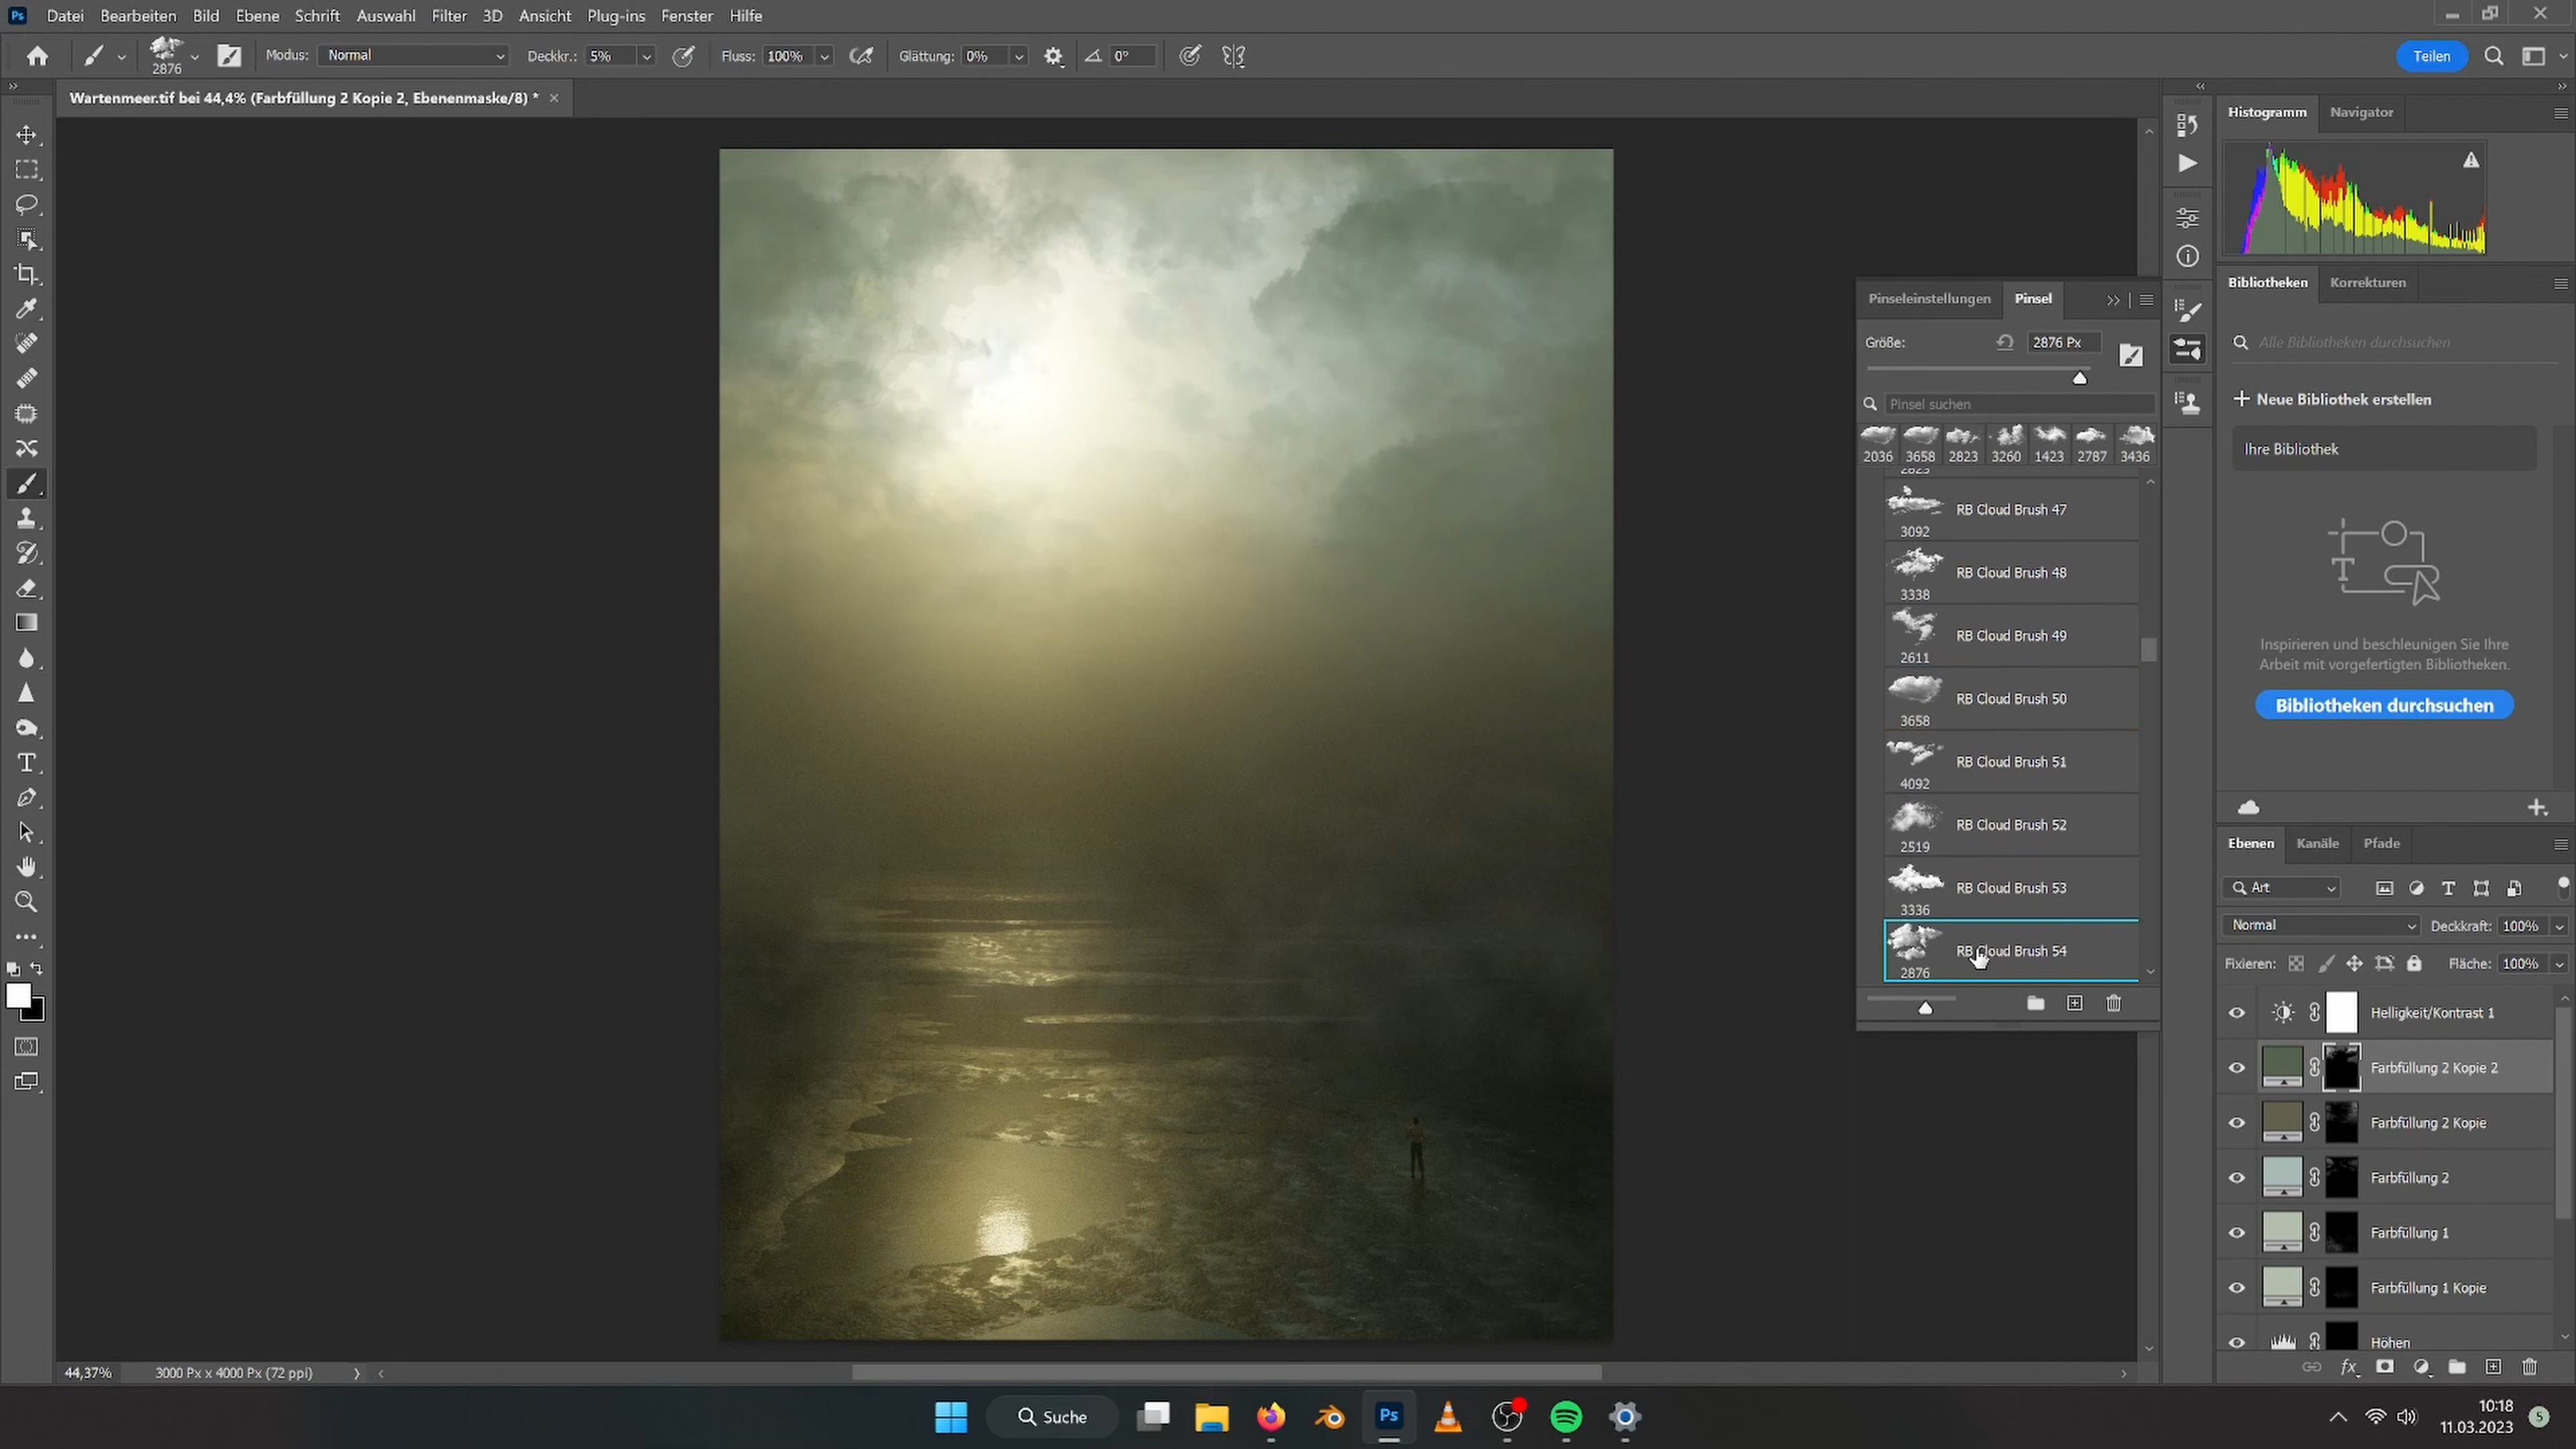 Ps Datei Bearbeiten Bild Ebene Schrift Auswahl Filter 3D Ansicht Plug-ins Fenster Hilfe
2876 Modus: Normal Deckkr.: 5% Fluss: 100% Glättung: 0% 0° Teilen
Wartenmeer.tif bei 44,4% (Farbfüllung 2 Kopie 2, Ebenenmaske/8) *
Histogramm Navigator
Bibliotheken Korrekturen
Alle Bibliotheken durchsuchen
Neue Bibliothek erstellen
Ihre Bibliothek
Inspirieren und beschleunigen Sie Ihre
Arbeit mit vorgefertigten Bibliotheken.
Bibliotheken durchsuchen
Pinseleinstellungen Pinsel
Größe: 2876 Px
Pinsel suchen
2036 3658 2823 3260 1423 2787 3436
2823
RB Cloud Brush 47
3092
RB Cloud Brush 48
3338
RB Cloud Brush 49
2611
RB Cloud Brush 50
3658
RB Cloud Brush 51
4092
RB Cloud Brush 52
2519
RB Cloud Brush 53
3336
RB Cloud Brush 54
2876
Ebenen Kanäle Pfade
Art
Normal Deckkraft: 100%
Fixieren: Fläche: 100%
Helligkeit/Kontrast 1
Farbfüllung 2 Kopie 2
Farbfüllung 2 Kopie
Farbfüllung 2
Farbfüllung 1
Farbfüllung 1 Kopie
Höhen
44,37% 3000 Px x 4000 Px (72 ppi)
Suche
Ps
10:18
11.03.2023
5